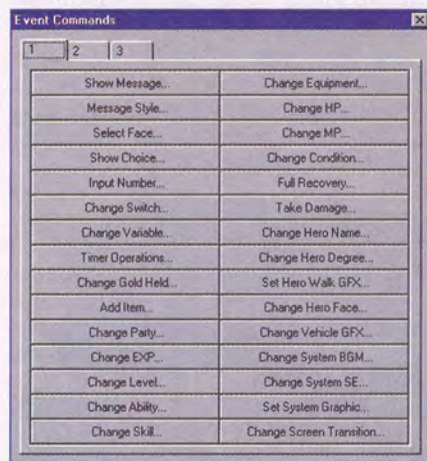 Event Commands
1 2 3
Show Message...
Message Style...
Select Face...
Show Choice...
Input Number...
Change Switch...
Change Variable...
Timer Operations...
Change Gold Held...
Add Item...
Change Party...
Change EXP...
Change Level...
Change Ability...
Change Skill...
Change Equipment...
Change HP...
Change MP...
Change Condition...
Full Recovery...
Take Damage...
Change Hero Name...
Change Hero Degree...
Set Hero Walk GFX...
Change Hero Face...
Change Vehicle GFX...
Change System BGM...
Change System SE...
Set System Graphic...
Change Screen Transition...